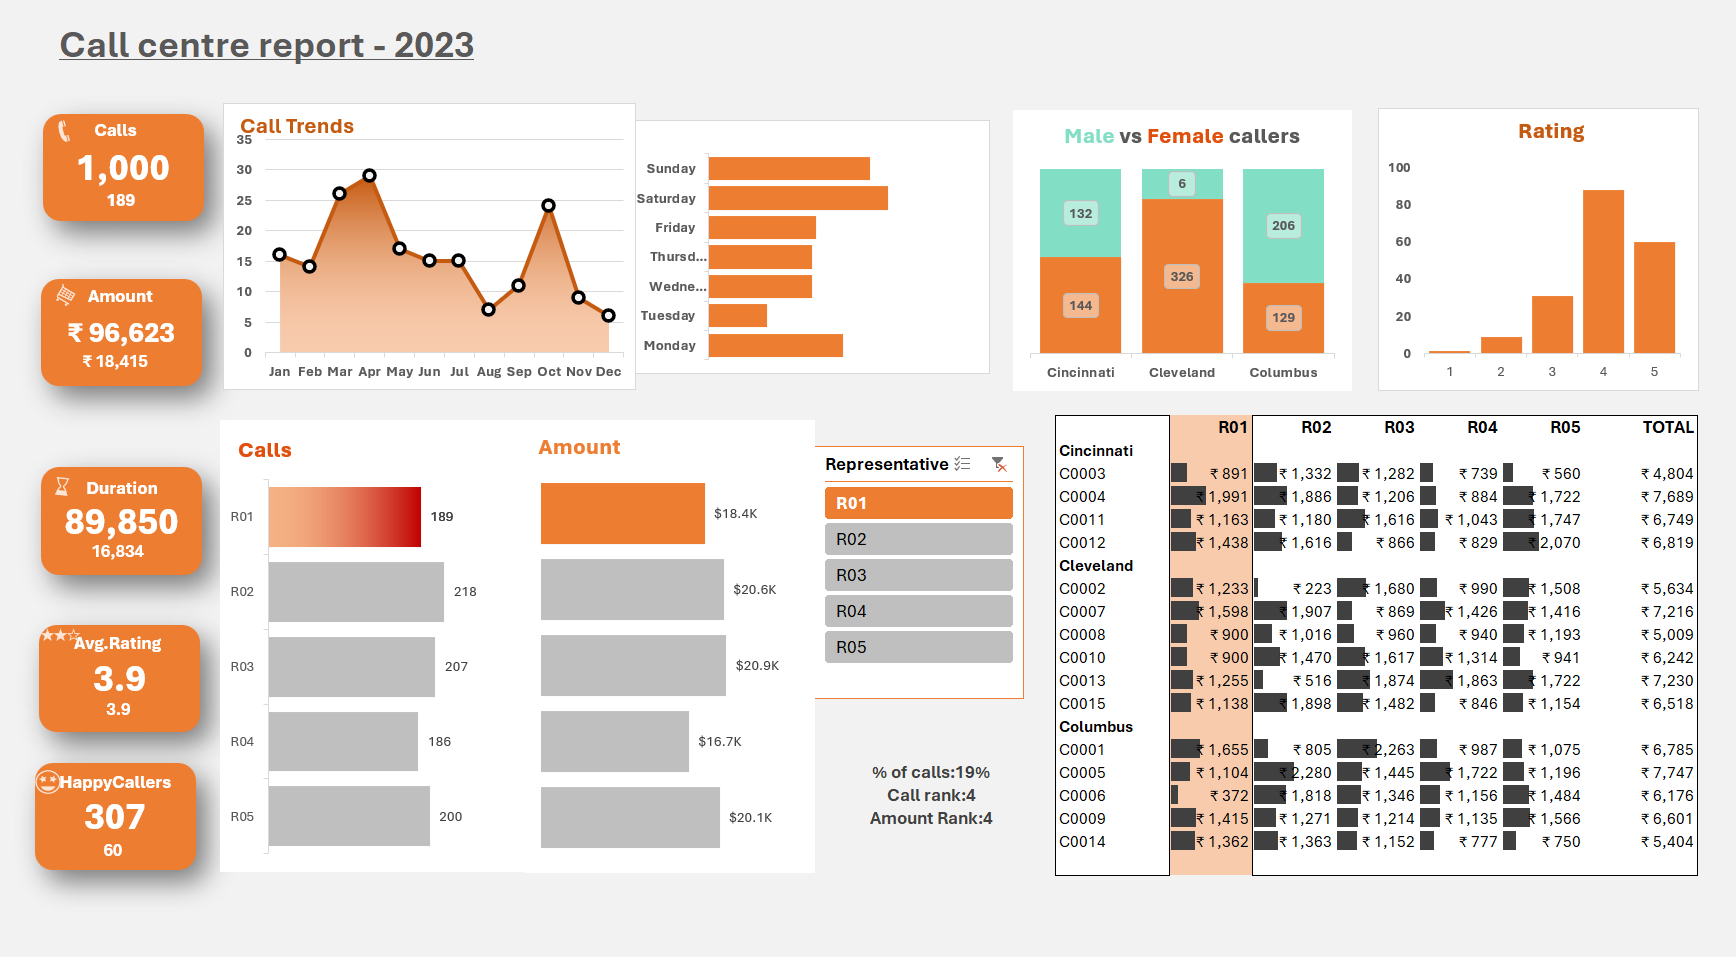 Call centre report - 2023
Calls
1,000
189
Amount
₹ 96,623
₹ 18,415
Duration
89,850
16,834
Avg.Rating
3.9
3.9
HappyCallers
307
60
Call Trends
35
30
25
20
15
10
5
0
Jan Feb Mar Apr May Jun Jul Aug Sep Oct Nov Dec
Sunday
Saturday
Friday
Thursd...
Wedne...
Tuesday
Monday
Male vs Female callers
132 6 206
144 326 129
Cincinnati Cleveland Columbus
Rating
100
80
60
40
20
0
1 2 3 4 5
Calls
R01 189
R02 218
R03 207
R04 186
R05 200
Amount
$18.4K
$20.6K
$20.9K
$16.7K
$20.1K
Representative
R01
R02
R03
R04
R05
% of calls:19%
Call rank:4
Amount Rank:4
R01 R02 R03 R04 R05 TOTAL
Cincinnati
C0003 ₹ 891 ₹ 1,332 ₹ 1,282 ₹ 739 ₹ 560 ₹ 4,804
C0004 ₹ 1,991 ₹ 1,886 ₹ 1,206 ₹ 884 ₹ 1,722 ₹ 7,689
C0011 ₹ 1,163 ₹ 1,180 ₹ 1,616 ₹ 1,043 ₹ 1,747 ₹ 6,749
C0012 ₹ 1,438 ₹ 1,616 ₹ 866 ₹ 829 ₹ 2,070 ₹ 6,819
Cleveland
C0002 ₹ 1,233 ₹ 223 ₹ 1,680 ₹ 990 ₹ 1,508 ₹ 5,634
C0007 ₹ 1,598 ₹ 1,907 ₹ 869 ₹ 1,426 ₹ 1,416 ₹ 7,216
C0008 ₹ 900 ₹ 1,016 ₹ 960 ₹ 940 ₹ 1,193 ₹ 5,009
C0010 ₹ 900 ₹ 1,470 ₹ 1,617 ₹ 1,314 ₹ 941 ₹ 6,242
C0013 ₹ 1,255 ₹ 516 ₹ 1,874 ₹ 1,863 ₹ 1,722 ₹ 7,230
C0015 ₹ 1,138 ₹ 1,898 ₹ 1,482 ₹ 846 ₹ 1,154 ₹ 6,518
Columbus
C0001 ₹ 1,655 ₹ 805 ₹ 2,263 ₹ 987 ₹ 1,075 ₹ 6,785
C0005 ₹ 1,104 ₹ 2,280 ₹ 1,445 ₹ 1,722 ₹ 1,196 ₹ 7,747
C0006 ₹ 372 ₹ 1,818 ₹ 1,346 ₹ 1,156 ₹ 1,484 ₹ 6,176
C0009 ₹ 1,415 ₹ 1,271 ₹ 1,214 ₹ 1,135 ₹ 1,566 ₹ 6,601
C0014 ₹ 1,362 ₹ 1,363 ₹ 1,152 ₹ 777 ₹ 750 ₹ 5,404